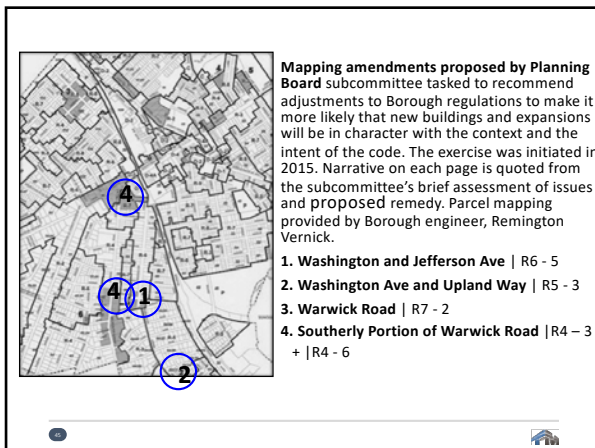 4
4
1
2
Mapping amendments proposed by Planning
Board subcommittee tasked to recommend
adjustments to Borough regulations to make it
more likely that new buildings and expansions
will be in character with the context and the
intent of the code. The exercise was initiated in
2015. Narrative on each page is quoted from
the subcommittee’s brief assessment of issues
and proposed remedy. Parcel mapping
provided by Borough engineer, Remington
Vernick.
1. Washington and Jefferson Ave | R6 - 5
2. Washington Ave and Upland Way | R5 - 3
3. Warwick Road | R7 - 2
4. Southerly Portion of Warwick Road |R4 – 3
+ |R4 - 6
45